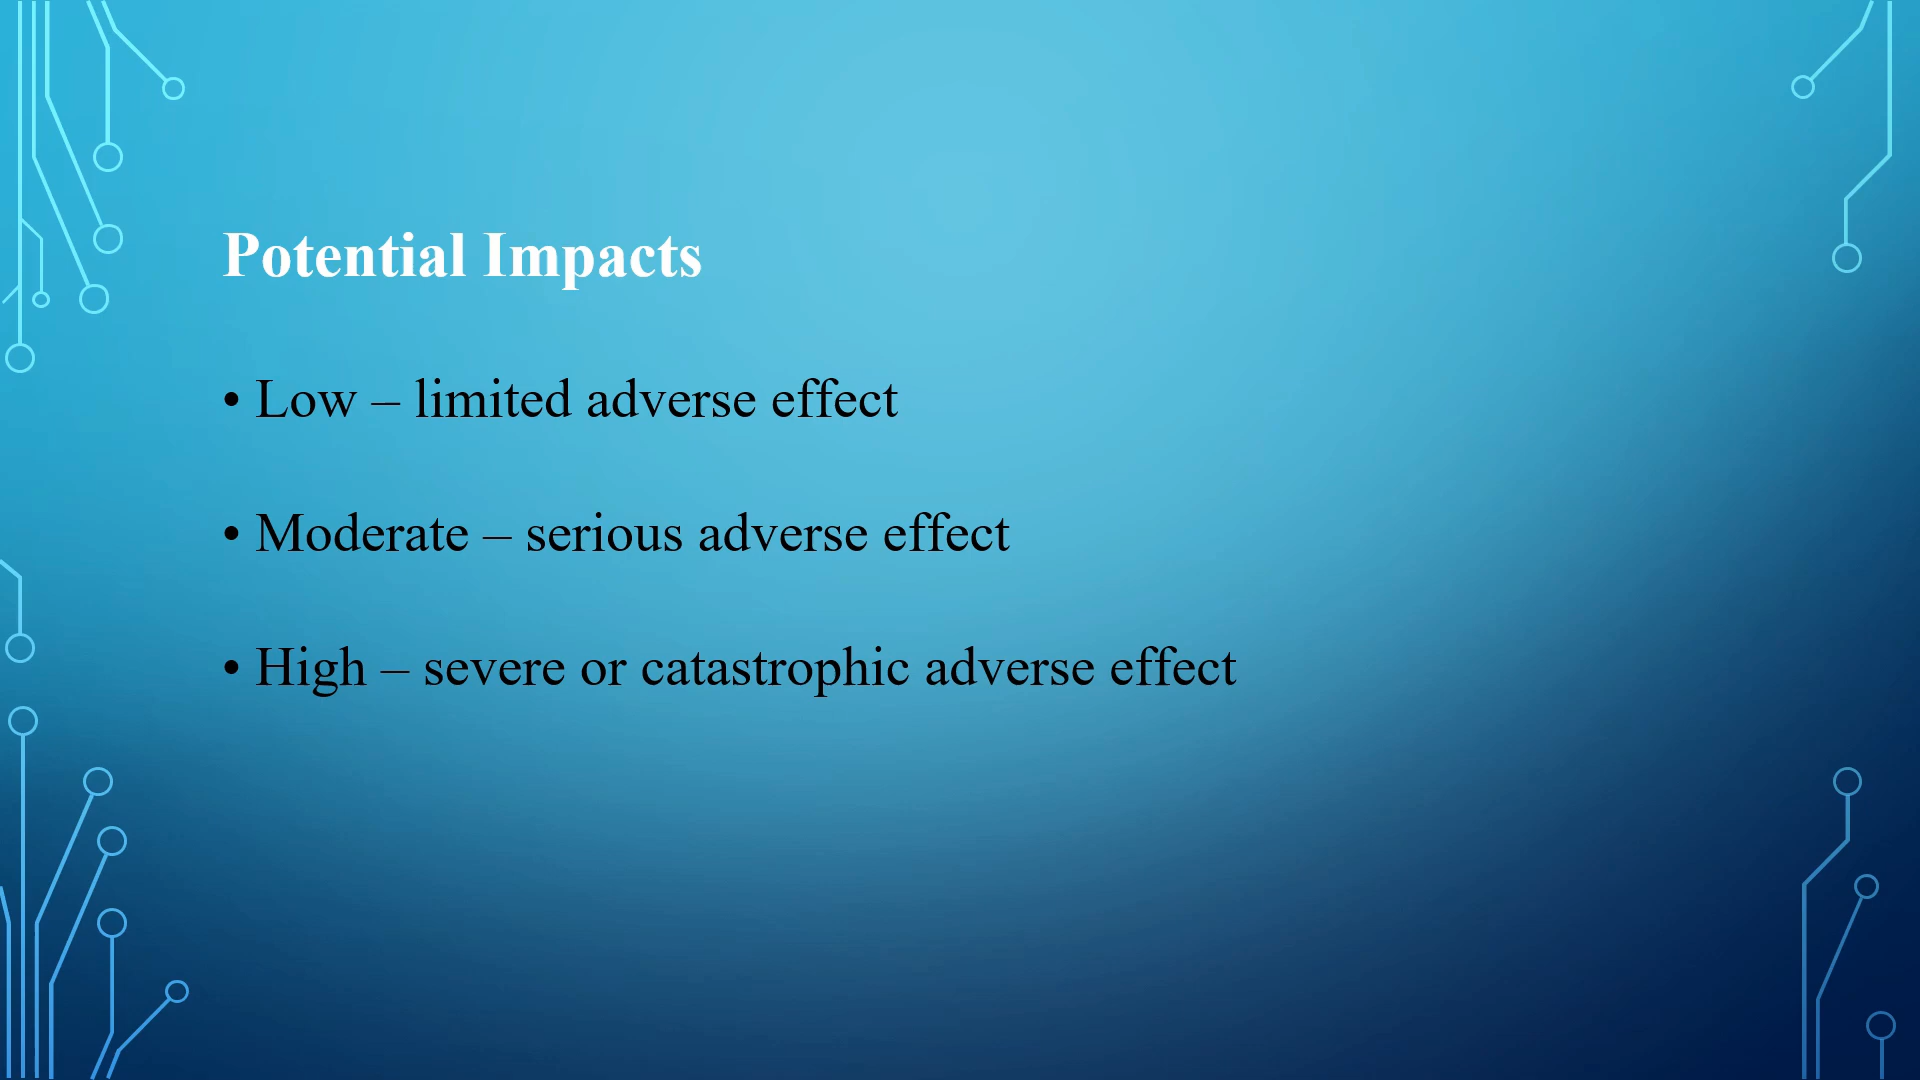 Potential Impacts
• Low – limited adverse effect
• Moderate – serious adverse effect
• High – severe or catastrophic adverse effect